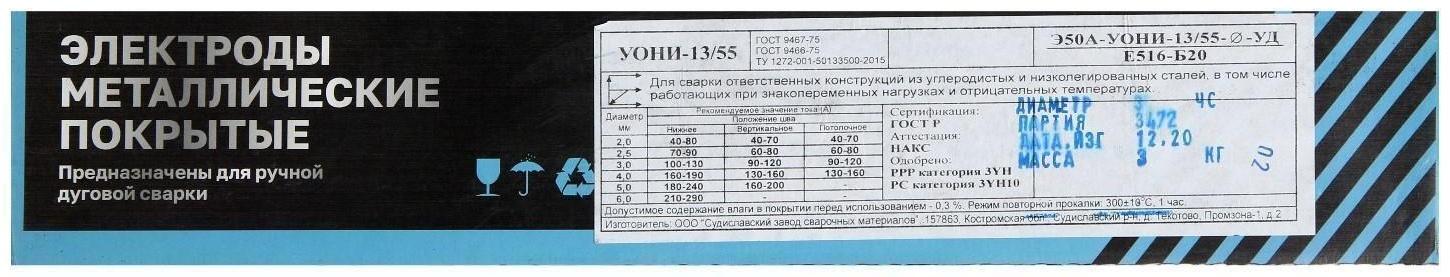 ЭЛЕКТРОДЫ
МЕТАЛЛИЧЕСКИЕ
ПОКРЫТЫЕ
Предназначены для ручной
дуговой сварки
УОНИ-13/55
ГОСТ 9467-75
ГОСТ 9466-75
ТУ 1272-001-50133500-2015
Э50А-УОНИ-13/55-∅-УД
Е516-Б20
Для сварки ответственных конструкций из углеродистых и низколегированных сталей, в том числе
работающих при знакопеременных нагрузках и отрицательных температурах.
Диаметр мм Рекомендуемое значение тока (А)
Положение шва
Нижнее Вертикальное Потолочное
2,0 40-80 40-70 40-70
2,5 70-90 60-80 60-80
3,0 100-130 90-120 90-120
4,0 160-190 130-160 130-160
5,0 180-240 160-200 -
6,0 210-290 - -
Сертификация:
ГОСТ Р
Аттестация:
НАКС
Одобрено:
РРР категория 3YH
РС категория 3YH10
ДИАМЕТР ЧС
ПАРТИЯ 3472
ДАТА ИЗГ 12,20
МАССА 3 КГ
П2
Допустимое содержание влаги в покрытии перед использованием - 0,3 %. Режим повторной прокалки: 300±10°С, 1 час.
Изготовитель: ООО "Судиславский завод сварочных материалов". 157863, Костромская обл. Судиславский р-н, д. Текотово, Промзона-1, д.2